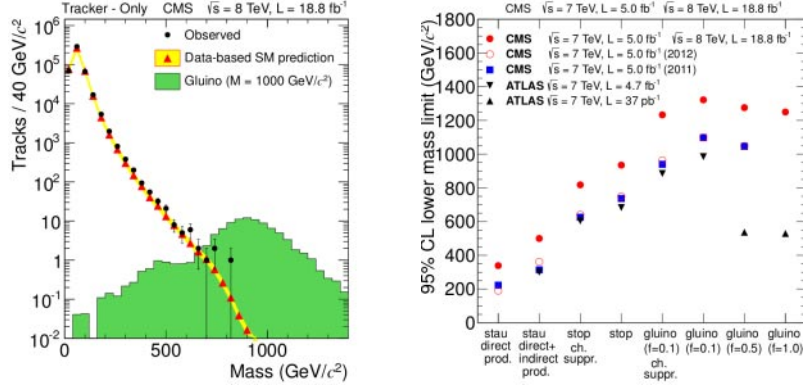 Tracker - Only CMS √s = 8 TeV, L = 18.8 fb⁻¹
Tracks / 40 GeV/c²
10⁶
10⁵
10⁴
10³
10²
10
1
10⁻¹
10⁻²
Observed
Data-based SM prediction
Gluino (M = 1000 GeV/c²)
0 500 1000
Mass (GeV/c²)
CMS √s = 7 TeV, L = 5.0 fb⁻¹ √s = 8 TeV, L = 18.8 fb⁻¹
95% CL lower mass limit (GeV/c²)
1800
1600
1400
1200
1000
800
600
400
200
0
CMS √s = 7 TeV, L = 5.0 fb⁻¹ √s = 8 TeV, L = 18.8 fb⁻¹
CMS √s = 7 TeV, L = 5.0 fb⁻¹ (2012)
CMS √s = 7 TeV, L = 5.0 fb⁻¹ (2011)
ATLAS √s = 7 TeV, L = 4.7 fb⁻¹
ATLAS √s = 7 TeV, L = 37 pb⁻¹
stau direct prod.
stau direct+ indirect prod.
stop ch. suppr.
stop
gluino (f=0.1) ch. suppr.
gluino (f=0.1)
gluino (f=0.5)
gluino (f=1.0)